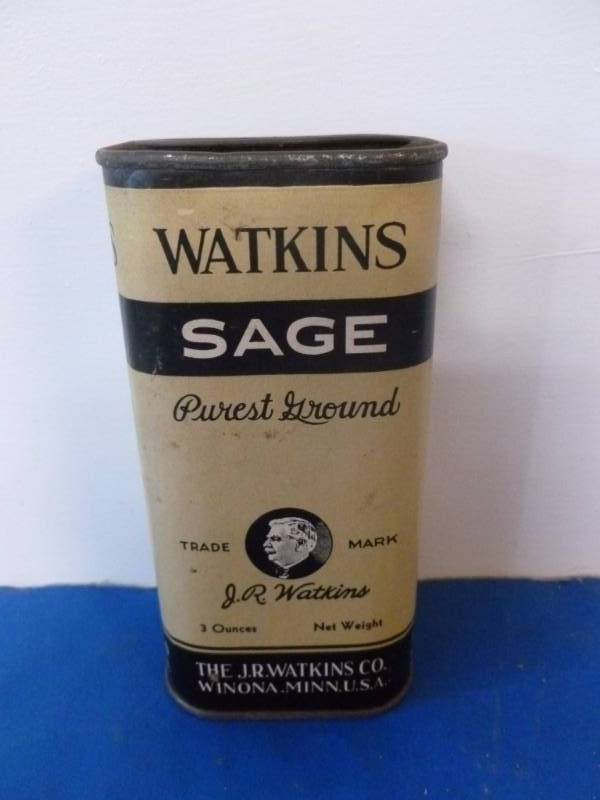 WATKINS
SAGE
Purest Ground
TRADE MARK
J.R. Watkins
3 Ounces Net Weight
THE J.R.WATKINS CO.
WINONA.MINN.U.S.A.